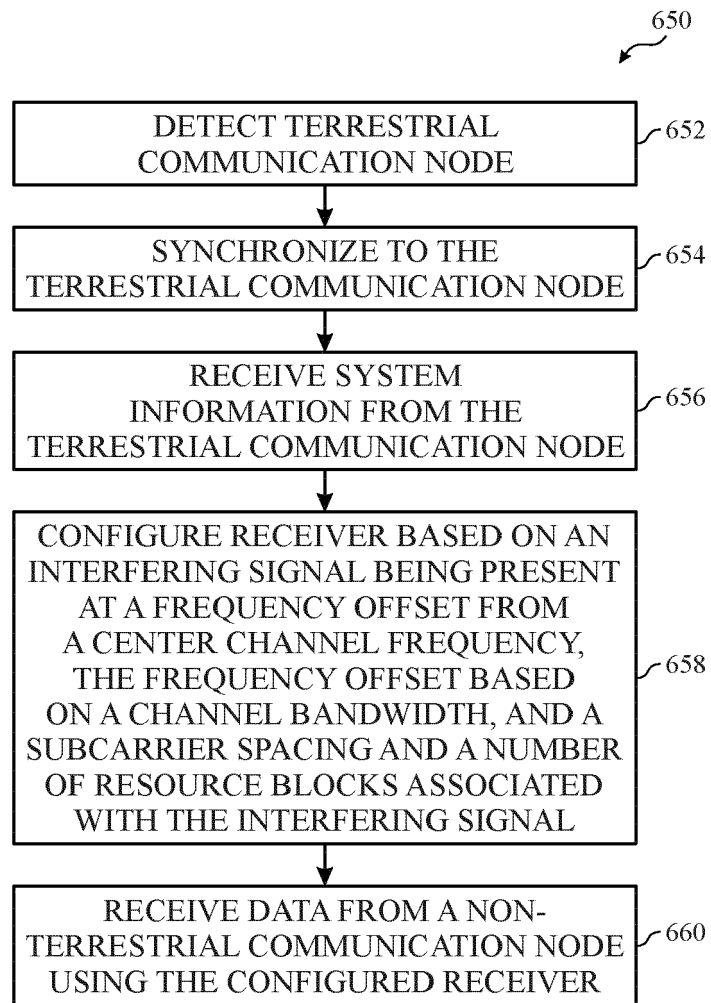 650
DETECT TERRESTRIAL
COMMUNICATION NODE
652
SYNCHRONIZE TO THE
TERRESTRIAL COMMUNICATION NODE
654
RECEIVE SYSTEM
INFORMATION FROM THE
TERRESTRIAL COMMUNICATION NODE
656
CONFIGURE RECEIVER BASED ON AN
INTERFERING SIGNAL BEING PRESENT
AT A FREQUENCY OFFSET FROM
A CENTER CHANNEL FREQUENCY,
THE FREQUENCY OFFSET BASED
ON A CHANNEL BANDWIDTH, AND A
SUBCARRIER SPACING AND A NUMBER
OF RESOURCE BLOCKS ASSOCIATED
WITH THE INTERFERING SIGNAL
658
RECEIVE DATA FROM A NON-
TERRESTRIAL COMMUNICATION NODE
USING THE CONFIGURED RECEIVER
660